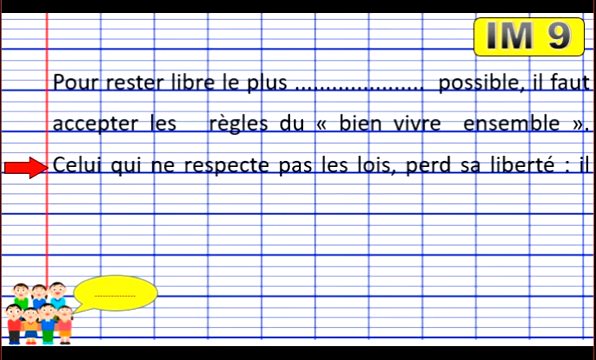 IM 9
Pour rester libre le plus ..................... possible, il faut
accepter les règles du « bien vivre ensemble ».
Celui qui ne respecte pas les lois, perd sa liberté : il
................